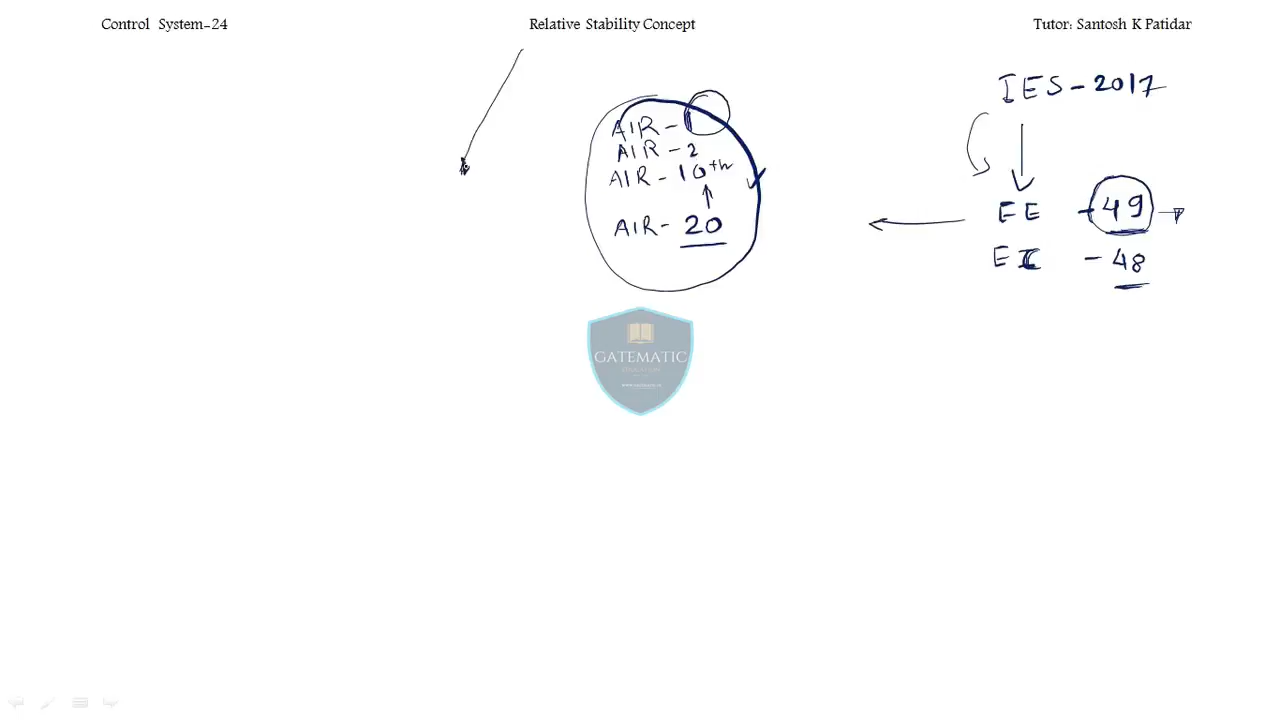 Control System-24
Relative Stability Concept
Tutor: Santosh K Patidar
IES - 2017
AIR - 1
AIR - 2
AIR - 10th
AIR - 20
EE - 49
- 48
GATEMATIC
EDUCATION